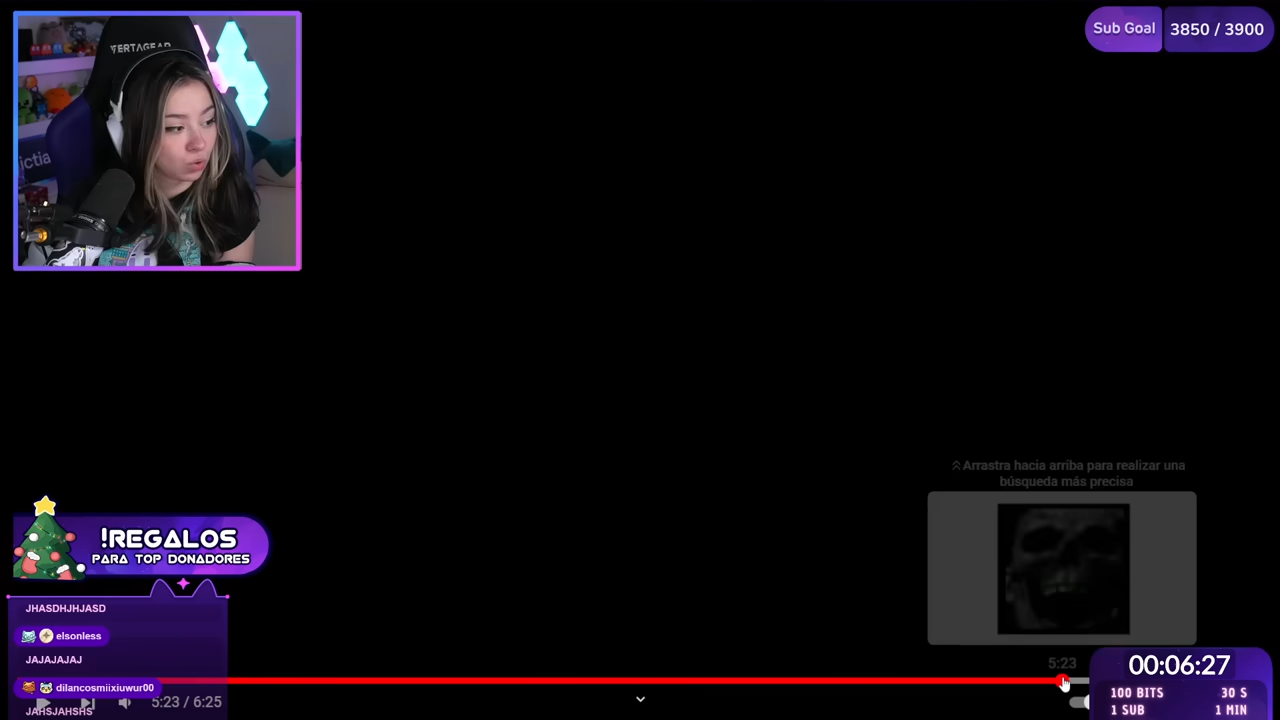 VERTAGEAR
ictia
Sub Goal
3850 / 3900
Arrastra hacia arriba para realizar una
búsqueda más precisa
!REGALOS
PARA TOP DONADORES
JHASDHJHJASD
elsonless
JAJAJAJAJ
dilancosmiixiuwur00
JAHSJAHSHS
5:23
5:23 / 6:25
00:06:27
100 BITS 30 S
1 SUB 1 MIN